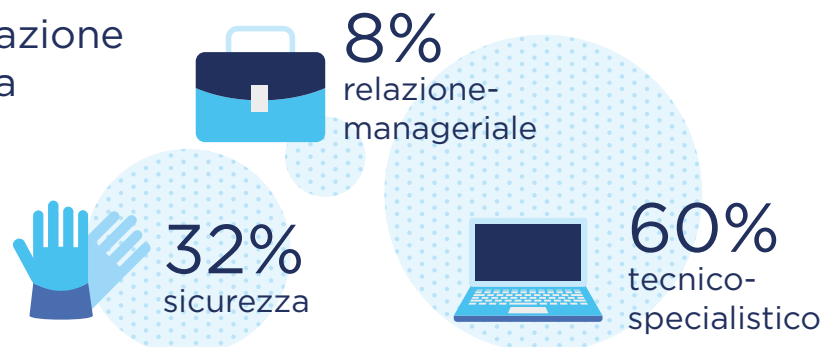 azione
a
8%
relazione-
manageriale
32%
sicurezza
60%
tecnico-
specialistico